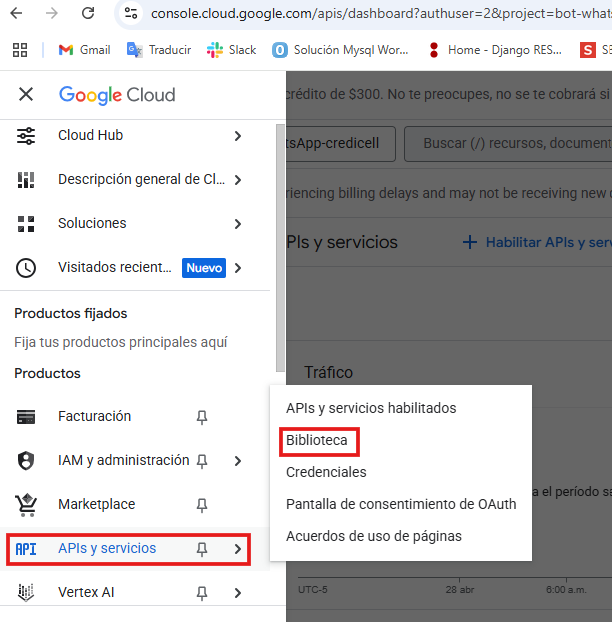 console.cloud.google.com/apis/dashboard?authuser=2&project=bot-whats
Gmail
Traducir
Slack
Solución Mysql Wor...
Home - Django RES...
S
S3
Google Cloud
crédito de $300. No te preocupes, no se te cobrará si
Cloud Hub
tsApp-credicell
Buscar (/) recursos, document
Descripción general de Cl...
eriencing billing delays and may not be receiving new
Soluciones
PIs y servicios
Habilitar APIs y serv
Visitados recient...
Nuevo
Productos fijados
Fija tus productos principales aquí
Productos
Tráfico
Facturación
APIs y servicios habilitados
Biblioteca
IAM y administración
Credenciales
Marketplace
Pantalla de consentimiento de OAuth
a el período
API
APIs y servicios
Acuerdos de uso de páginas
Vertex AI
UTC-5
28 abr
6:00 a.m.